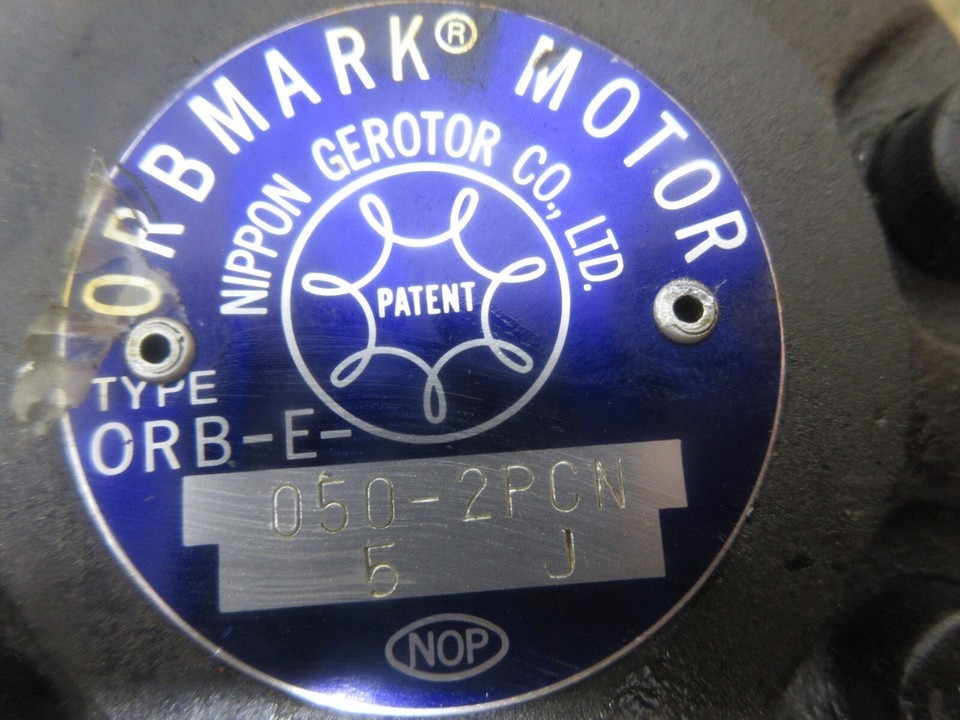 ORBMARK® MOTOR
NIPPON GEROTOR CO., LTD.
PATENT
TYPE
ORB-E-
050-2PCN
5 J
NOP